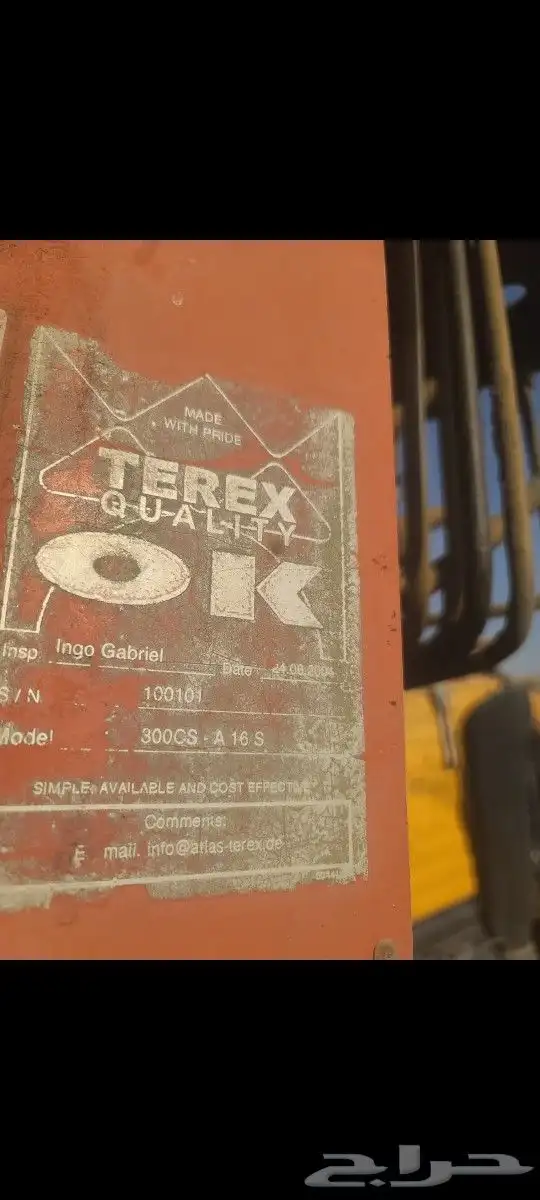 MADE
WITH PRIDE
TEREX
QUALITY
OK
Insp Ingo Gabriel
Date
S / N 100101
Model 300CS - A 16 S
SIMPLE, AVAILABLE AND COST EFFECTIVE
Comments:
E mail. info@atlas-terex.de
حراج